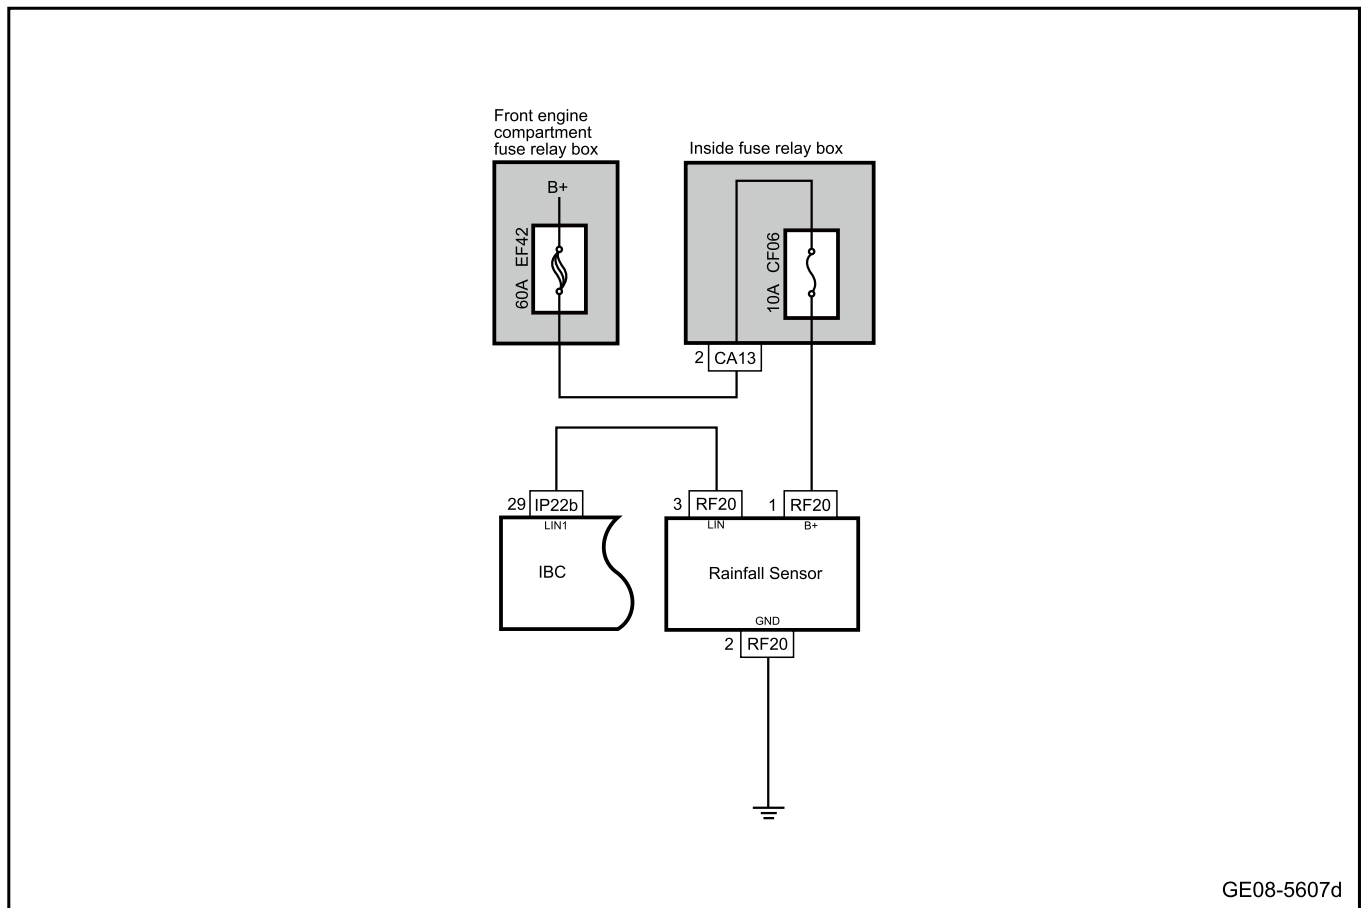 Front engine
compartment
fuse relay box
Inside fuse relay box
B+
60A EF42
10A CF06
2 CA13
29 IP22b
3 RF20
1 RF20
LIN1
LIN
B+
IBC
Rainfall Sensor
GND
2 RF20
GE08-5607d